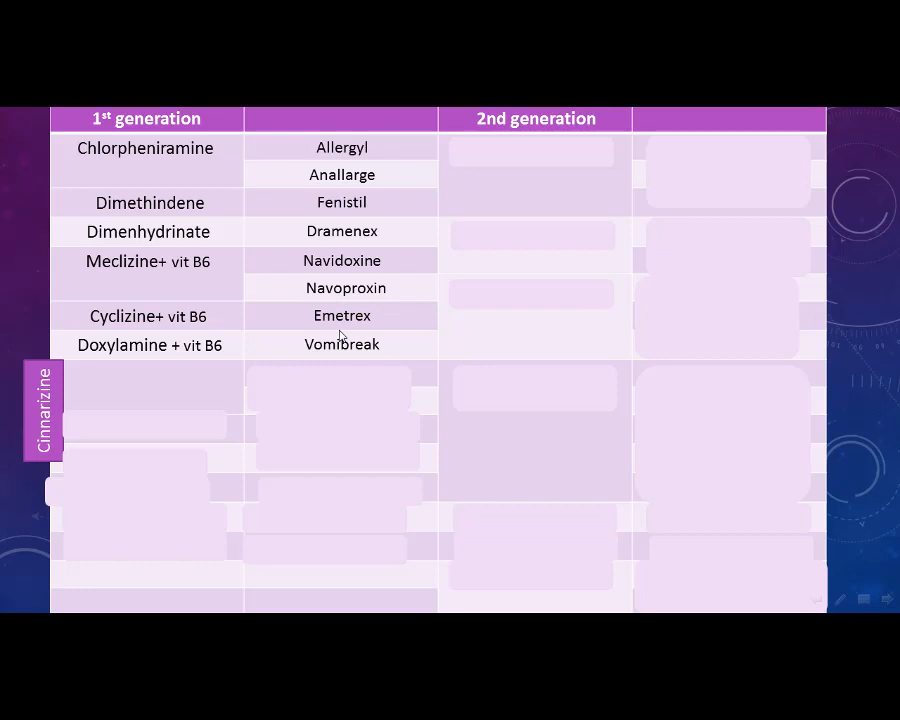 1st generation 2nd generation
Chlorpheniramine Allergyl
Anallarge
Dimethindene Fenistil
Dimenhydrinate Dramenex
Meclizine+ vit B6 Navidoxine
Navoproxin
Cyclizine+ vit B6 Emetrex
Doxylamine + vit B6 Vomibreak
Cinnarizine